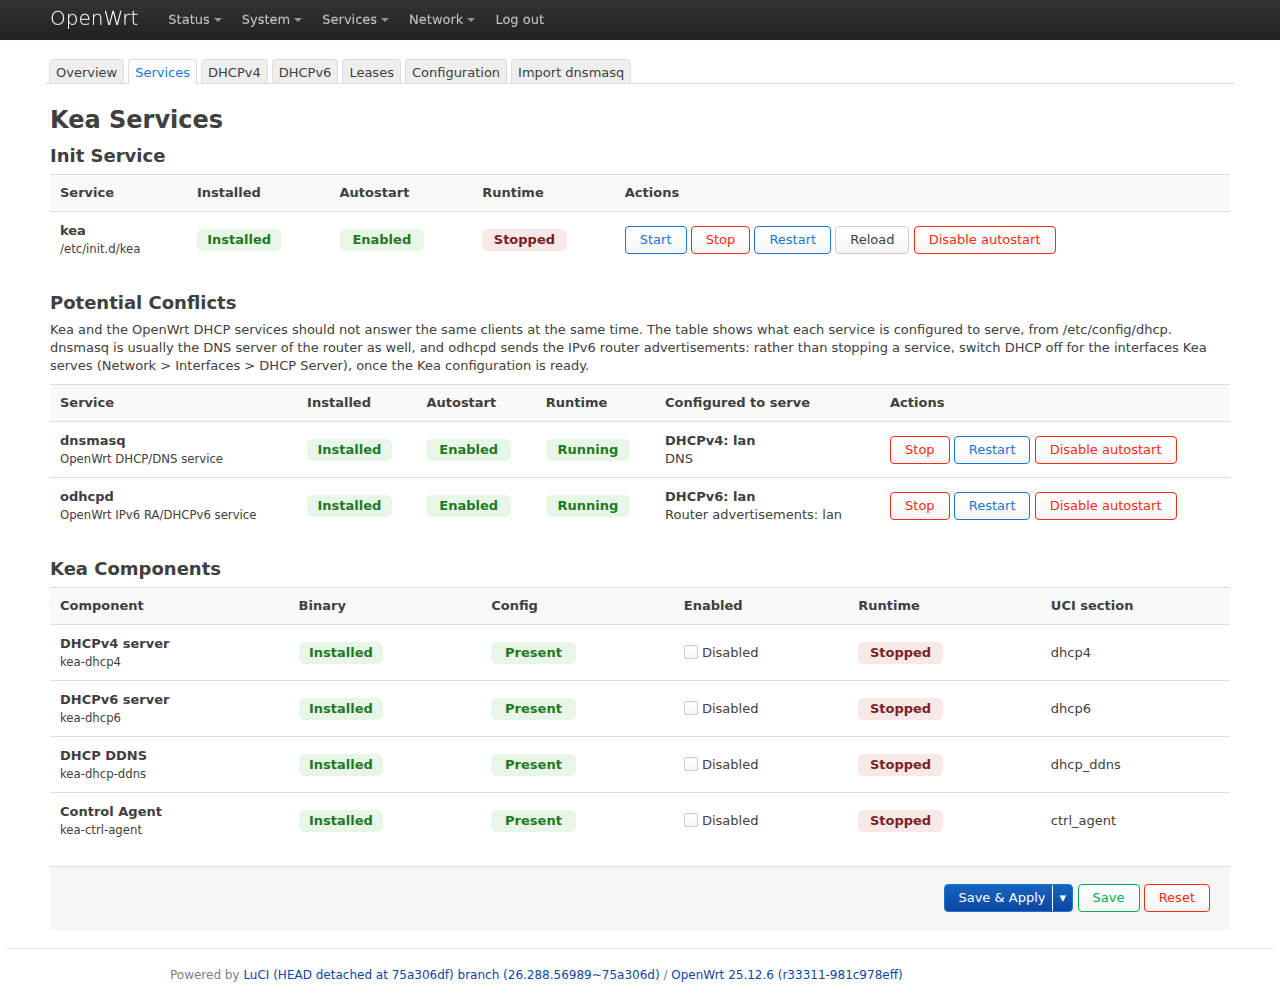 OpenWrt Status System Services Network Log out
Overview Services DHCPv4 DHCPv6 Leases Configuration Import dnsmasq
Kea Services
Init Service
Service Installed Autostart Runtime Actions
kea
/etc/init.d/kea
Installed Enabled Stopped Start Stop Restart Reload Disable autostart
Potential Conflicts
Kea and the OpenWrt DHCP services should not answer the same clients at the same time. The table shows what each service is configured to serve, from /etc/config/dhcp.
dnsmasq is usually the DNS server of the router as well, and odhcpd sends the IPv6 router advertisements: rather than stopping a service, switch DHCP off for the interfaces Kea
serves (Network > Interfaces > DHCP Server), once the Kea configuration is ready.
Service Installed Autostart Runtime Configured to serve Actions
dnsmasq
OpenWrt DHCP/DNS service
Installed Enabled Running
DHCPv4: lan
DNS
Stop Restart Disable autostart
odhcpd
OpenWrt IPv6 RA/DHCPv6 service
Installed Enabled Running
DHCPv6: lan
Router advertisements: lan
Stop Restart Disable autostart
Kea Components
Component Binary Config Enabled Runtime UCI section
DHCPv4 server
kea-dhcp4
Installed Present Disabled Stopped dhcp4
DHCPv6 server
kea-dhcp6
Installed Present Disabled Stopped dhcp6
DHCP DDNS
kea-dhcp-ddns
Installed Present Disabled Stopped dhcp_ddns
Control Agent
kea-ctrl-agent
Installed Present Disabled Stopped ctrl_agent
Save & Apply ▾ Save Reset
Powered by LuCI (HEAD detached at 75a306df) branch (26.288.56989~75a306d) / OpenWrt 25.12.6 (r33311-981c978eff)